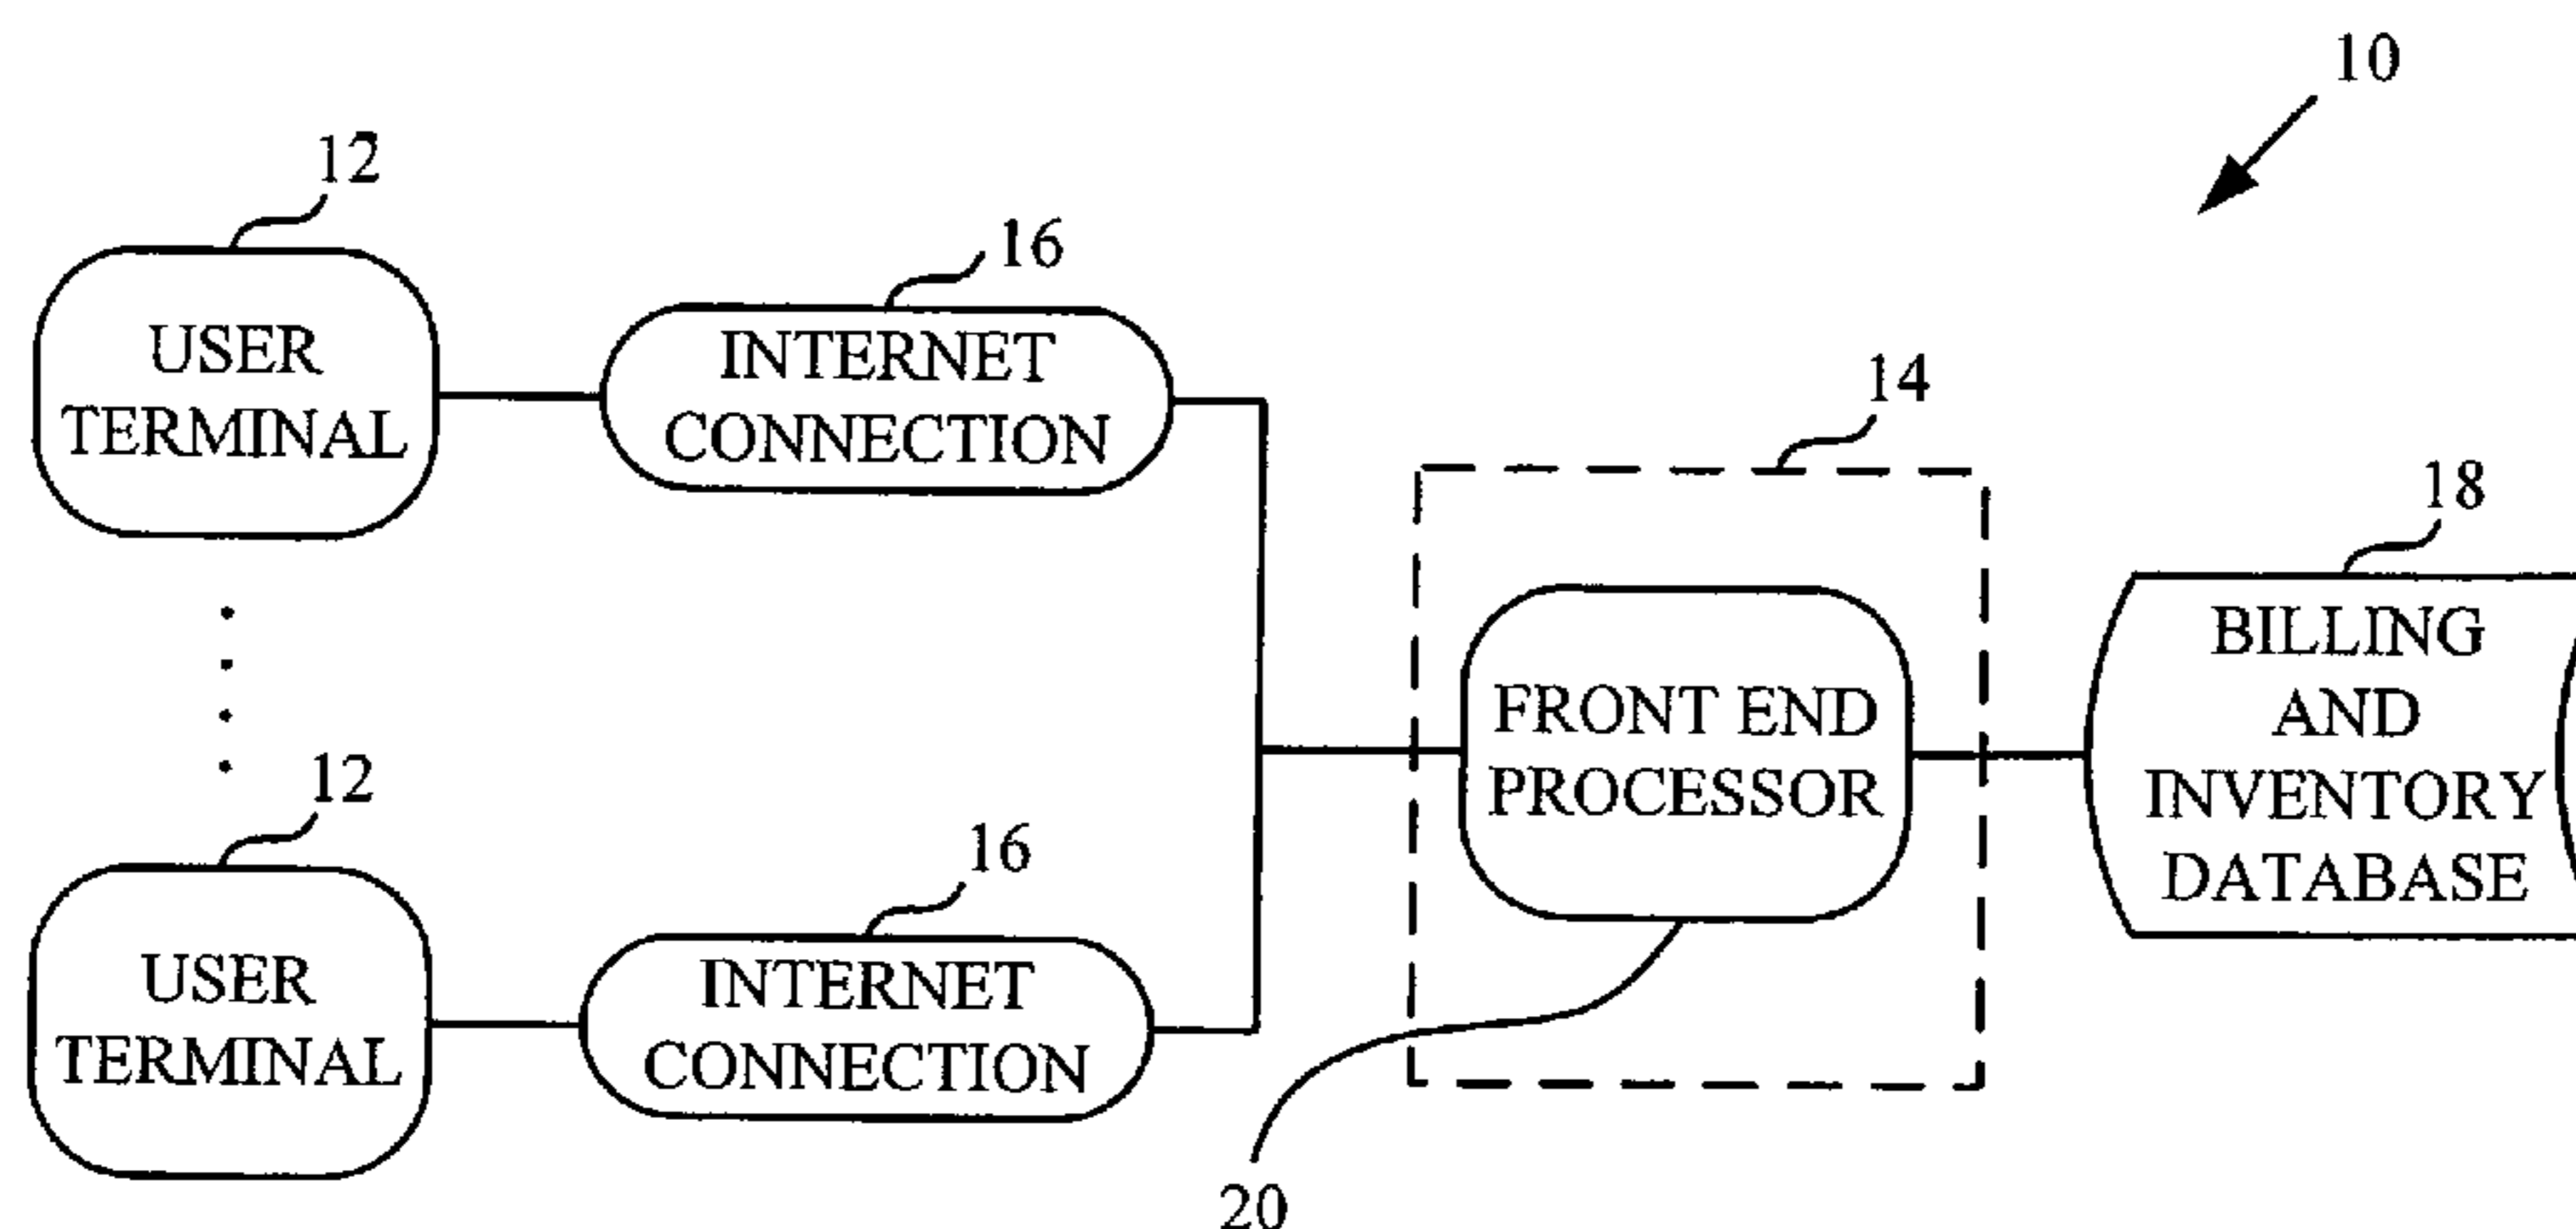 10
12
16
USER
TERMINAL
INTERNET
CONNECTION
14
18
BILLING
AND
INVENTORY
DATABASE
FRONT END
PROCESSOR
12
16
USER
TERMINAL
INTERNET
CONNECTION
20